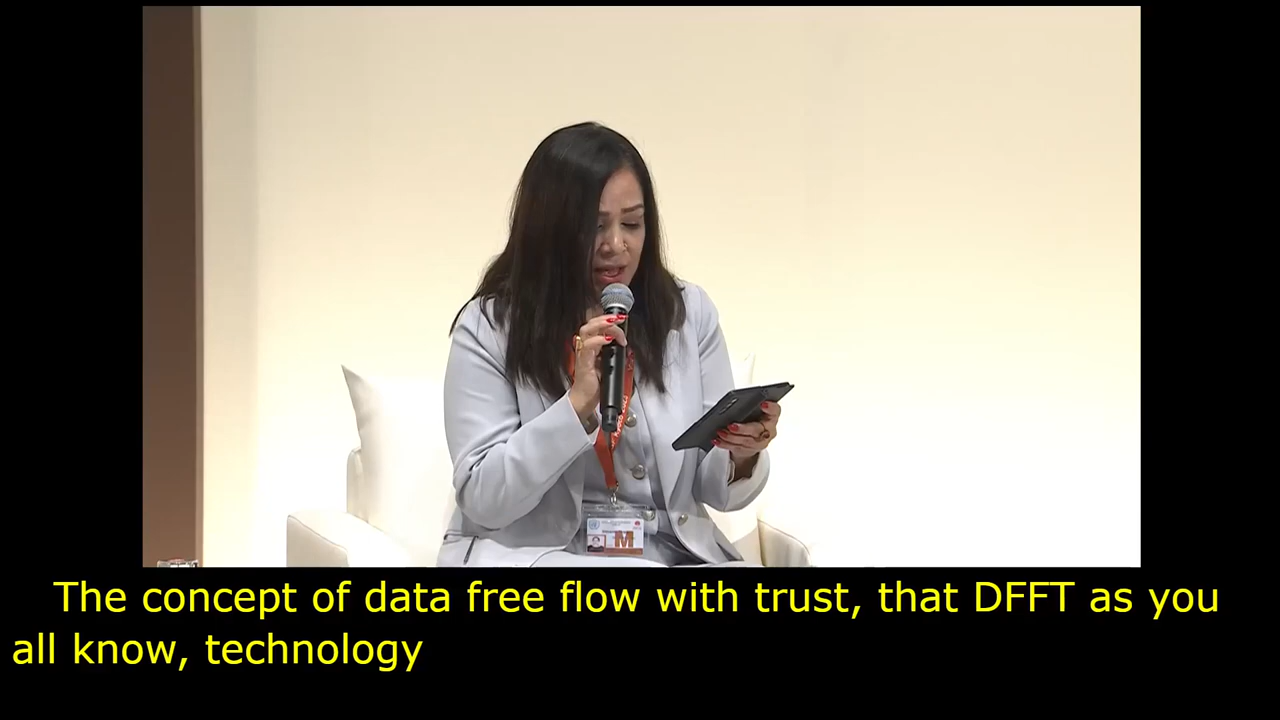 M
The concept of data free flow with trust, that DFFT as you
all know, technology